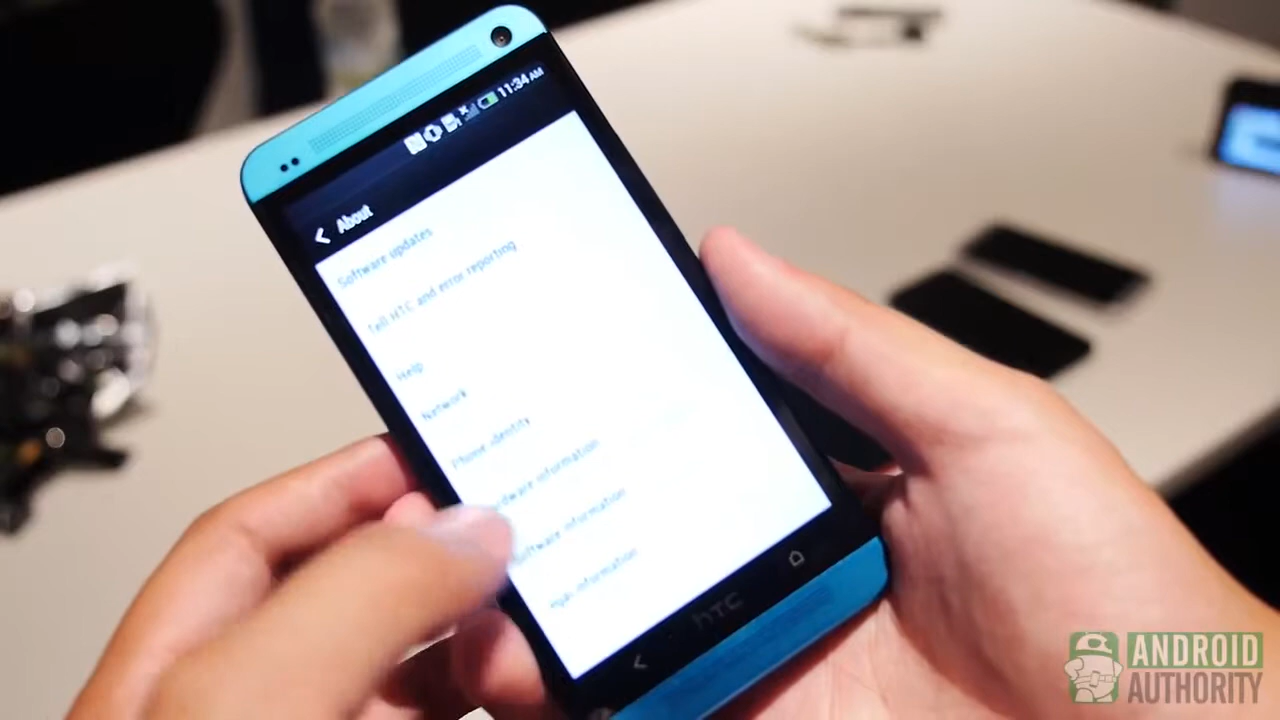 11:34 AM
About
Software updates
Tell HTC and error reporting
Help
Network
Phone identity
Hardware information
Software information
Legal information
hTC
ANDROID
AUTHORITY